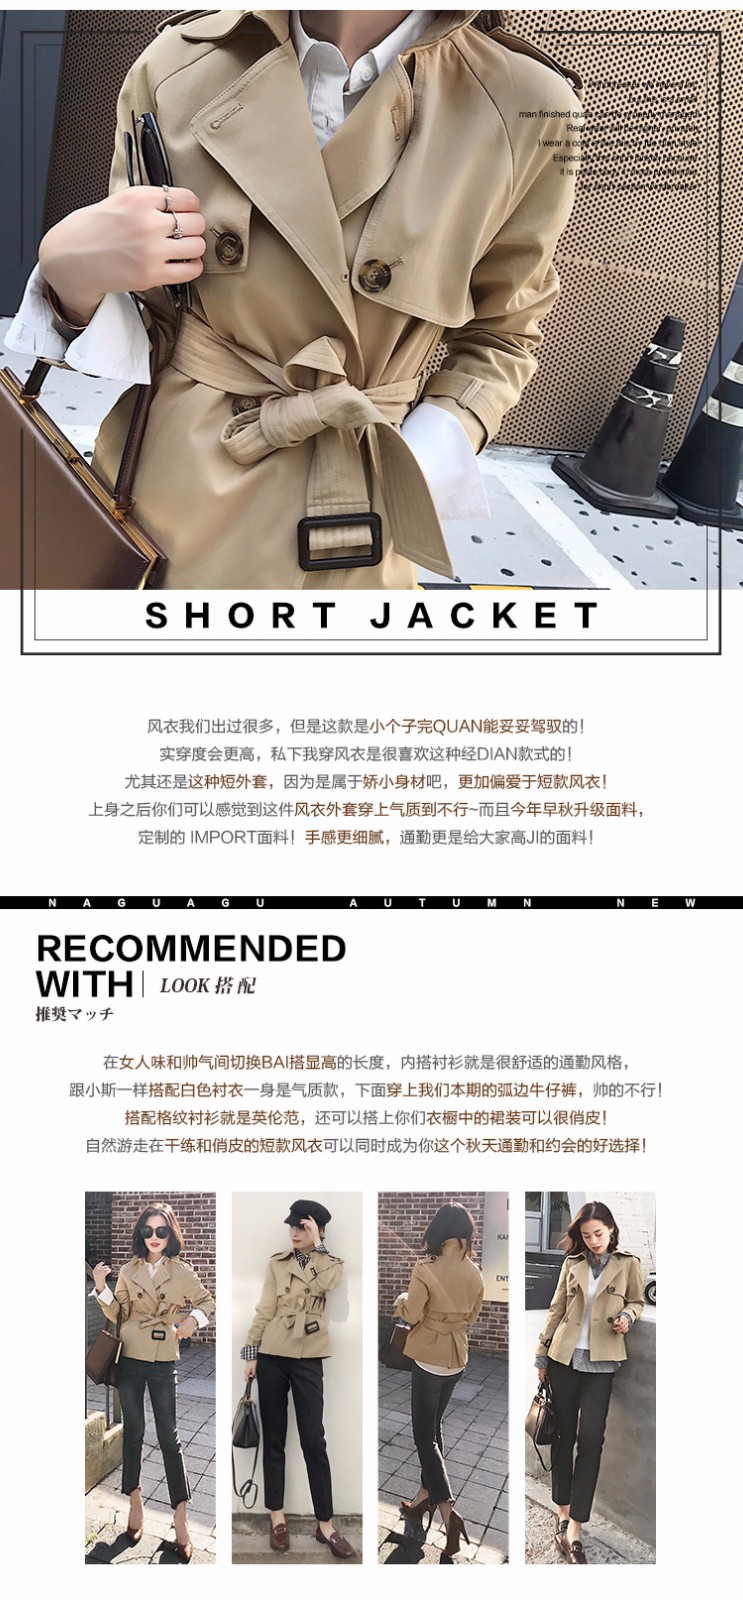 man finished
I wear a
SHORT JACKET
风衣我们出过很多，但是这款是小个子完QUAN能妥妥驾驭的！
实穿度会更高，私下我穿风衣是很喜欢这种经DIAN款式的！
尤其还是这种短外套，因为是属于娇小身材吧，更加偏爱于短款风衣！
上身之后你们可以感觉到这件风衣外套穿上气质到不行~而且今年早秋升级面料，
定制的 IMPORT面料！手感更细腻，通勤更是给大家高JI的面料！
NAGUAGU AUTUMN NEW
RECOMMENDED
WITH LOOK 搭配
推奨マッチ
在女人味和帅气间切换BAI搭显高的长度，内搭衬衫就是很舒适的通勤风格，
跟小斯一样搭配白色衬衣一身是气质款，下面穿上我们本期的弧边牛仔裤，帅的不行！
搭配格纹衬衫就是英伦范，还可以搭上你们衣橱中的裙装可以很俏皮！
自然游走在干练和俏皮的短款风衣可以同时成为你这个秋天通勤和约会的好选择！